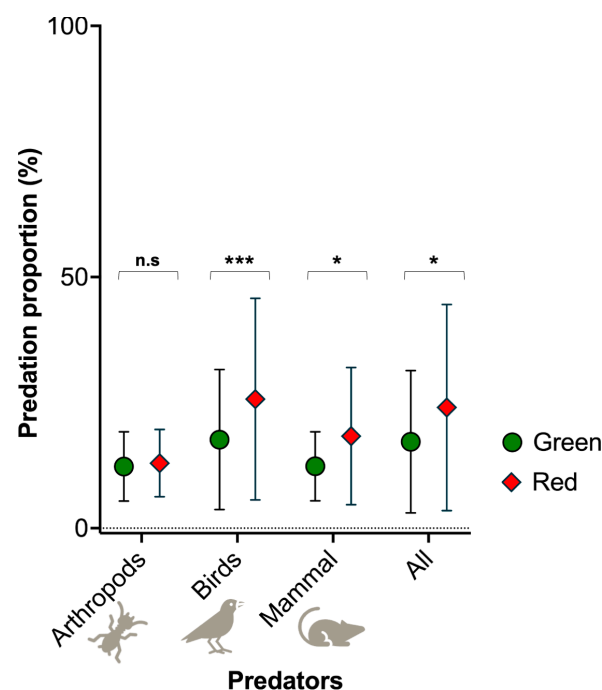 100
Predation proportion (%)
n.s
***
*
*
50
Green
Red
0
Arthropods
Birds
Mammal
All
Predators